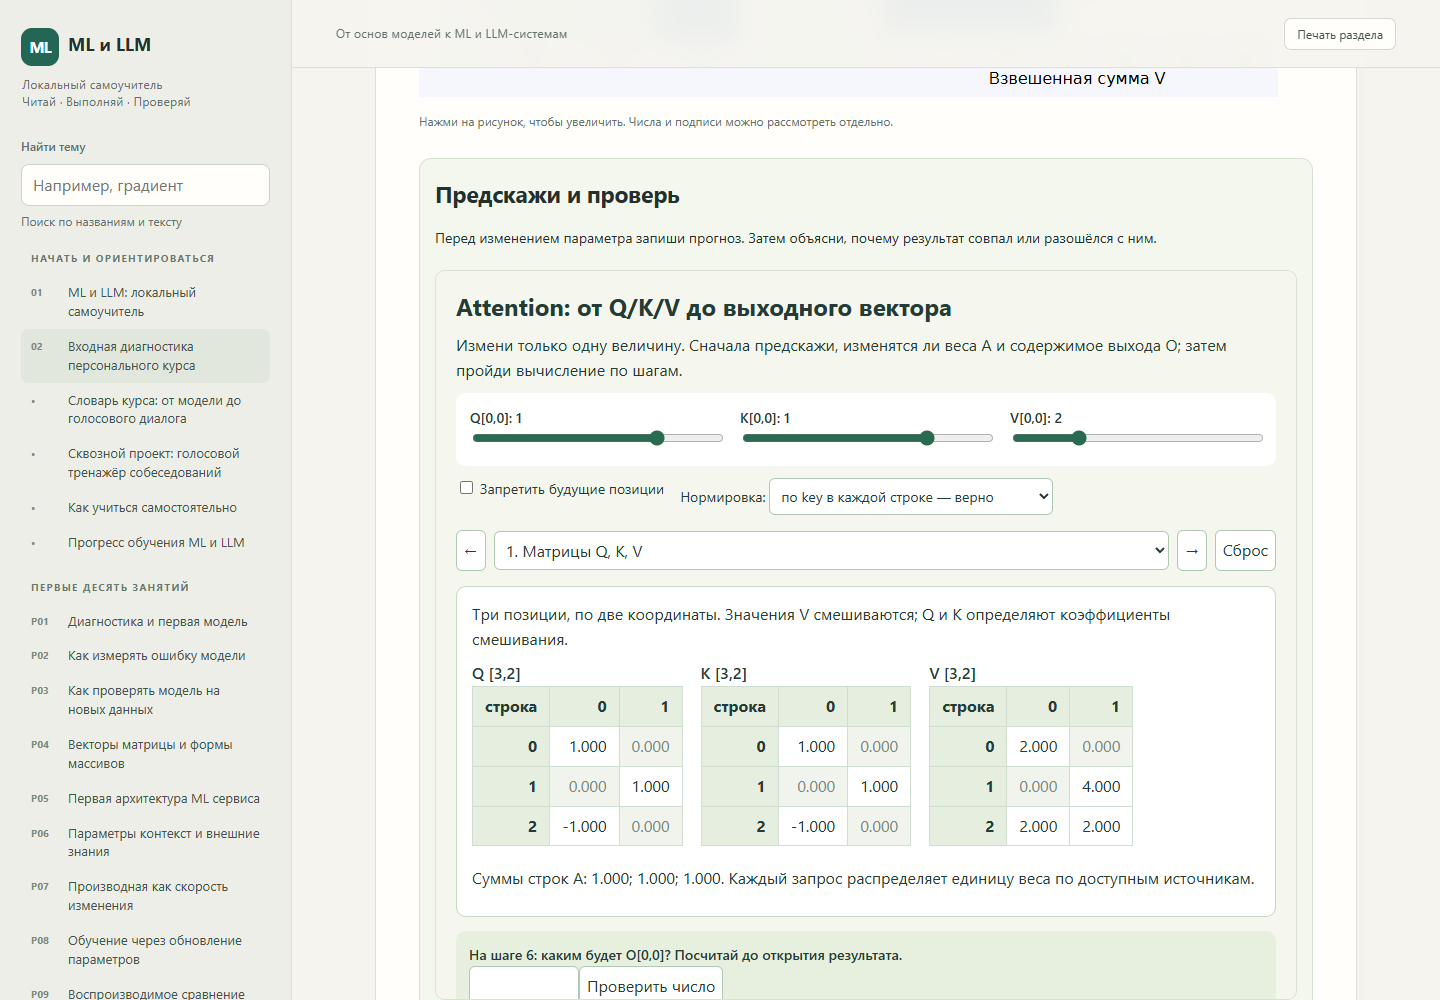 ML
ML и LLM
Локальный самоучитель
Читай · Выполняй · Проверяй
Найти тему
Например, градиент
Поиск по названиям и тексту
НАЧАТЬ И ОРИЕНТИРОВАТЬСЯ
01 ML и LLM: локальный
самоучитель
02 Входная диагностика
персонального курса
• Словарь курса: от модели до
голосового диалога
• Сквозной проект: голосовой
тренажёр собеседований
• Как учиться самостоятельно
• Прогресс обучения ML и LLM
ПЕРВЫЕ ДЕСЯТЬ ЗАНЯТИЙ
P01 Диагностика и первая модель
P02 Как измерять ошибку модели
P03 Как проверять модель на
новых данных
P04 Векторы матрицы и формы
массивов
P05 Первая архитектура ML сервиса
P06 Параметры контекст и внешние
знания
P07 Производная как скорость
изменения
P08 Обучение через обновление
параметров
P09 Воспроизводимое сравнение
От основ моделей к ML и LLM-системам
Печать раздела
Взвешенная сумма V
Нажми на рисунок, чтобы увеличить. Числа и подписи можно рассмотреть отдельно.
Предскажи и проверь
Перед изменением параметра запиши прогноз. Затем объясни, почему результат совпал или разошёлся с ним.
Attention: от Q/K/V до выходного вектора
Измени только одну величину. Сначала предскажи, изменятся ли веса A и содержимое выхода O; затем
пройди вычисление по шагам.
Q[0,0]: 1 K[0,0]: 1 V[0,0]: 2
Запретить будущие позиции Нормировка: по key в каждой строке — верно
← 1. Матрицы Q, K, V → Сброс
Три позиции, по две координаты. Значения V смешиваются; Q и K определяют коэффициенты
смешивания.
Q [3,2] K [3,2] V [3,2]
строка 0 1 строка 0 1 строка 0 1
0 1.000 0.000 0 1.000 0.000 0 2.000 0.000
1 0.000 1.000 1 0.000 1.000 1 0.000 4.000
2 -1.000 0.000 2 -1.000 0.000 2 2.000 2.000
Суммы строк A: 1.000; 1.000; 1.000. Каждый запрос распределяет единицу веса по доступным источникам.
На шаге 6: каким будет O[0,0]? Посчитай до открытия результата.
Проверить число